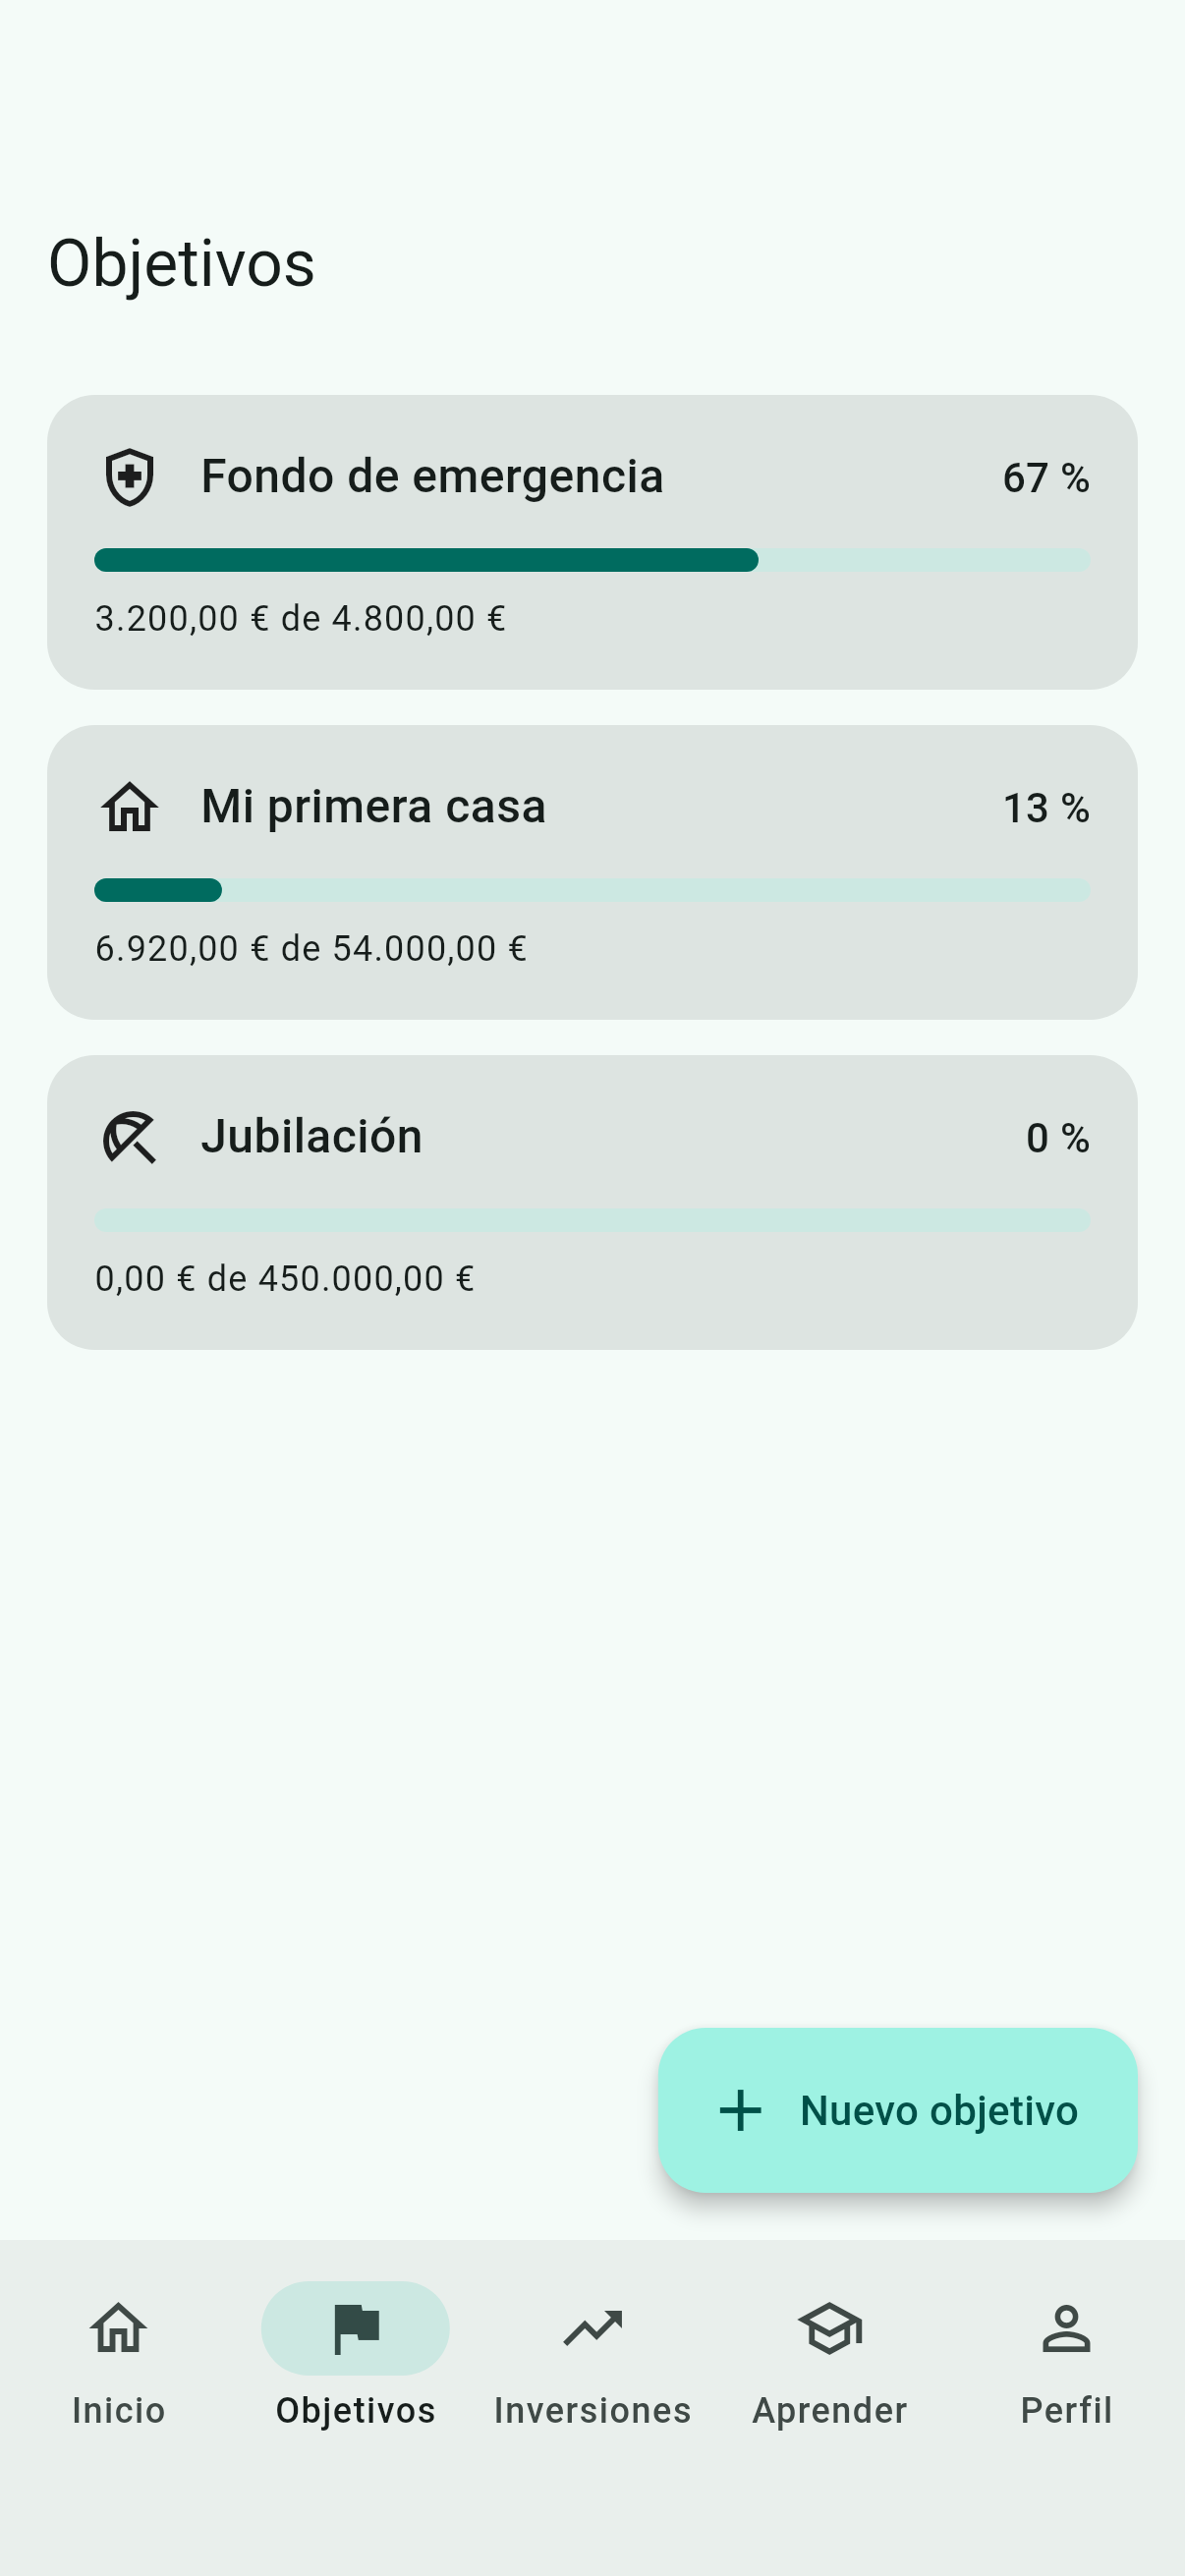 Objetivos
Fondo de emergencia 67 %
3.200,00 € de 4.800,00 €
Mi primera casa 13 %
6.920,00 € de 54.000,00 €
Jubilación 0 %
0,00 € de 450.000,00 €
Nuevo objetivo
Inicio Objetivos Inversiones Aprender Perfil